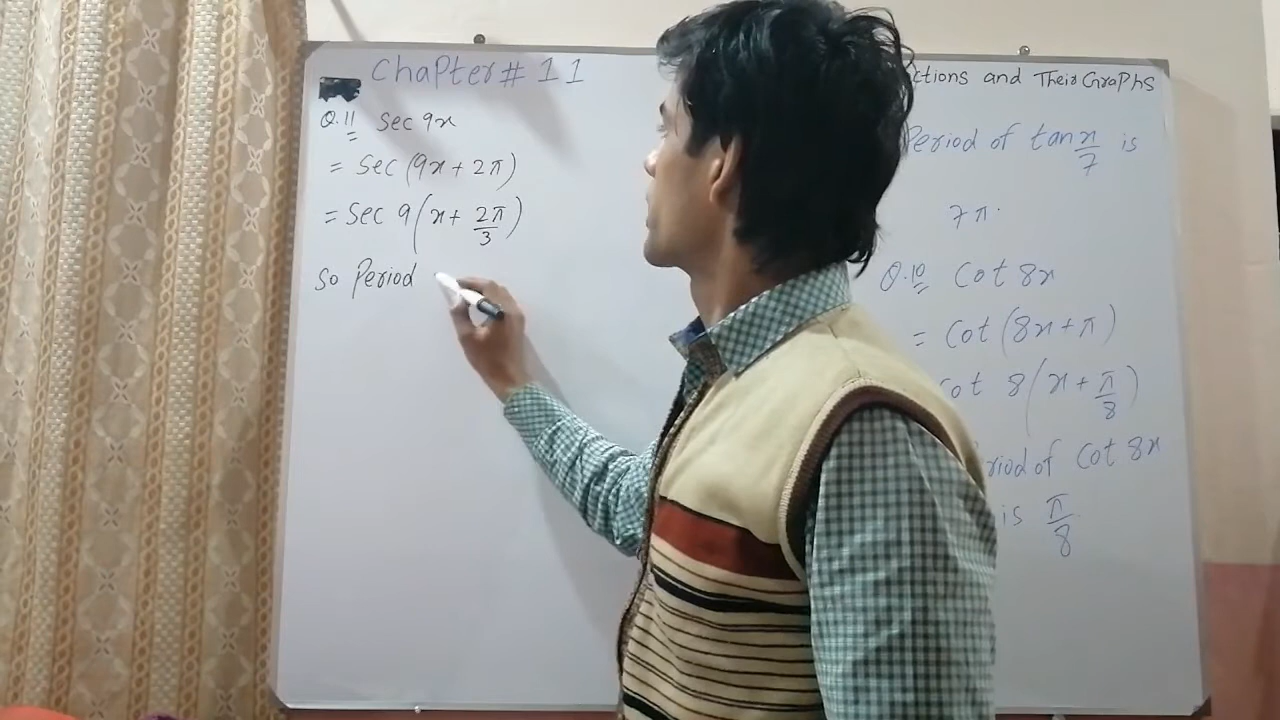 Chapter # 11
Q.11 Sec 9x
= Sec (9x + 2π)
= Sec 9 (x + 2π/3)
So Period
ctions and Their Graphs
Period of tan x/7 is
7π.
Q.10 Cot 8x
= Cot (8x + π)
ot 8 (x + π/8)
riod of Cot 8x
is π/8